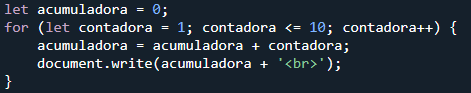 let acumuladora = 0;
for (let contadora = 1; contadora <= 10; contadora++) {
    acumuladora = acumuladora + contadora;
    document.write(acumuladora + '<br>');
}